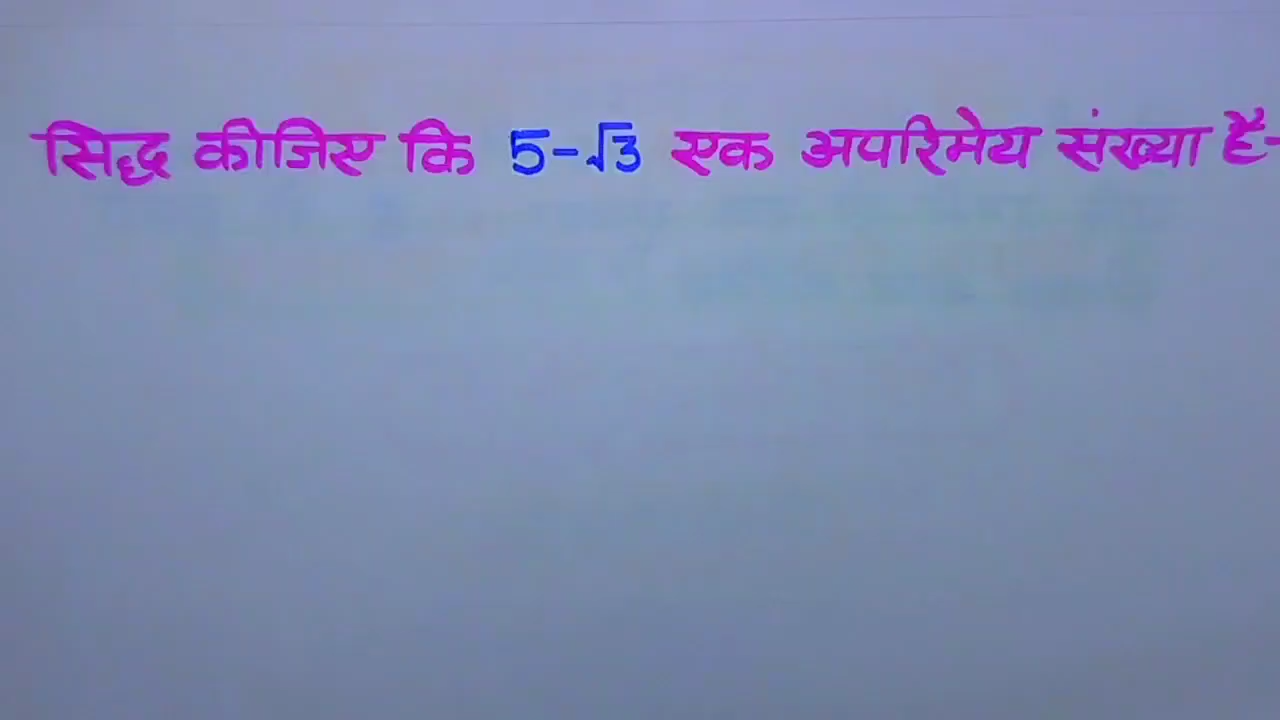 सिद्ध कीजिए कि 5-√3 एक अपरिमेय संख्या है-